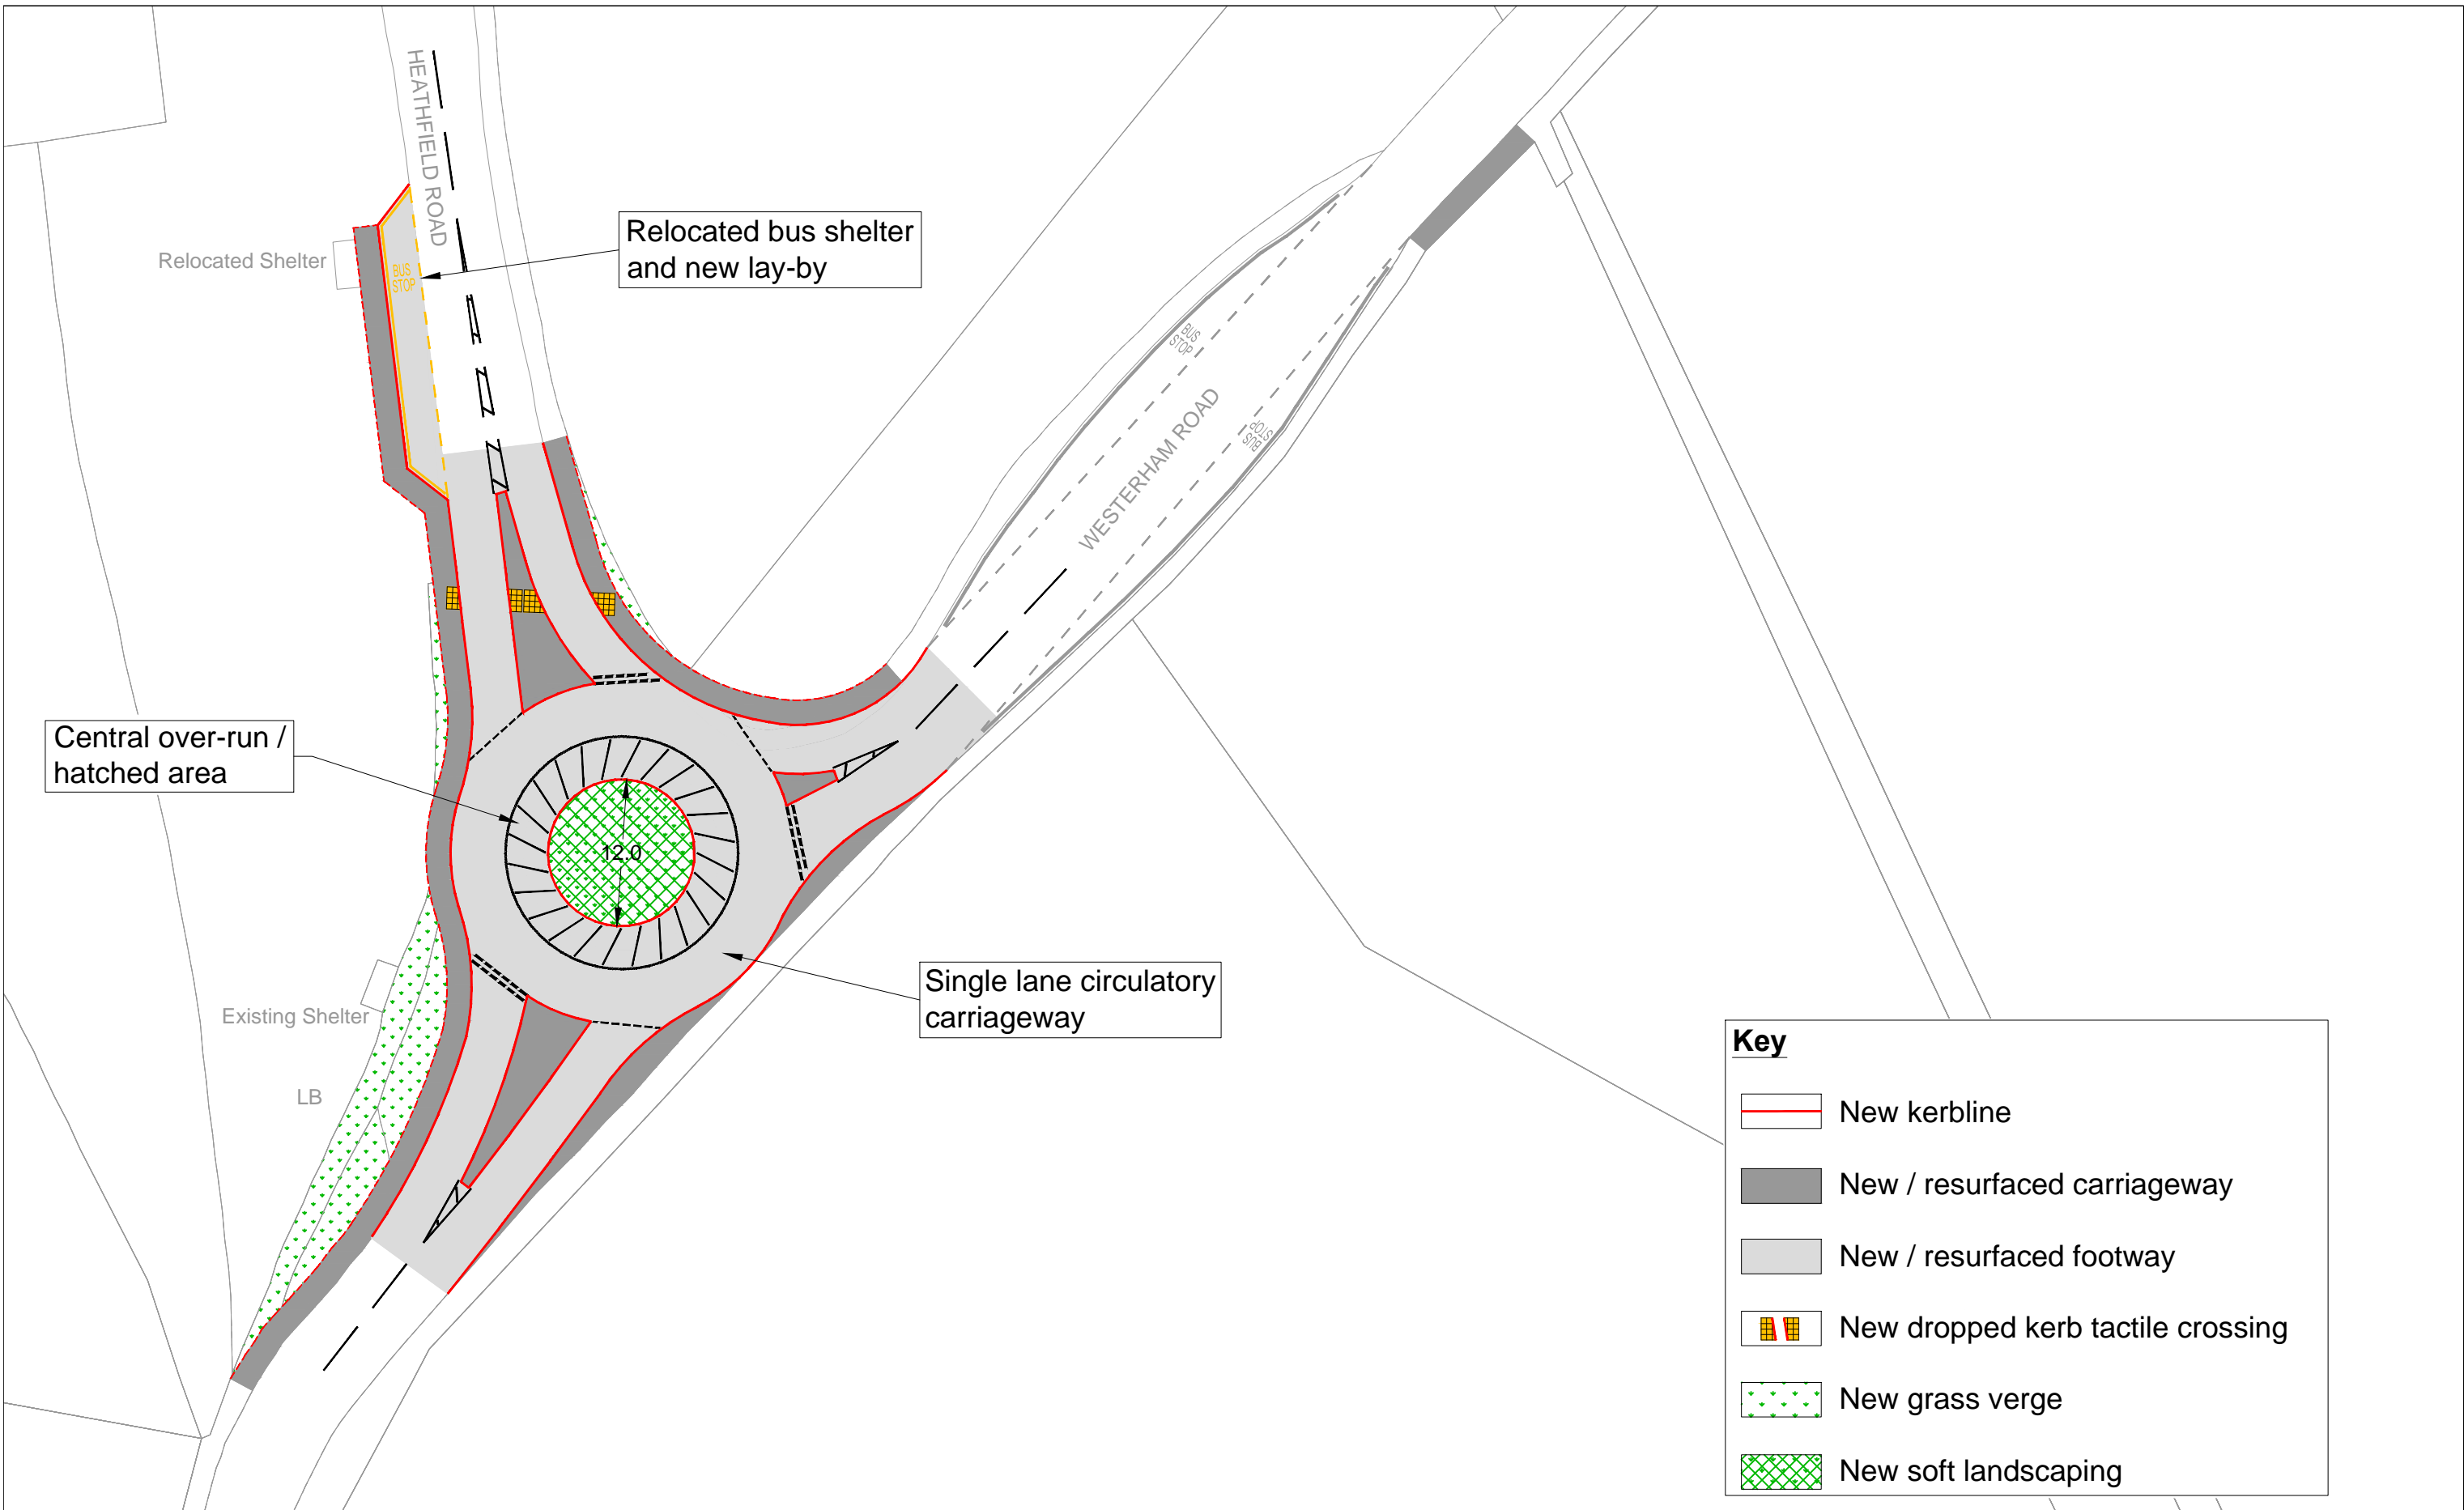 HEATHFIELD ROAD
Relocated bus shelter
and new lay-by
Relocated Shelter
BUS
STOP
BUS
STOP
WESTERHAM ROAD
BUS
STOP
Central over-run /
hatched area
12.0
Single lane circulatory
carriageway
Existing Shelter
LB
Key
New kerbline
New / resurfaced carriageway
New / resurfaced footway
New dropped kerb tactile crossing
New grass verge
New soft landscaping